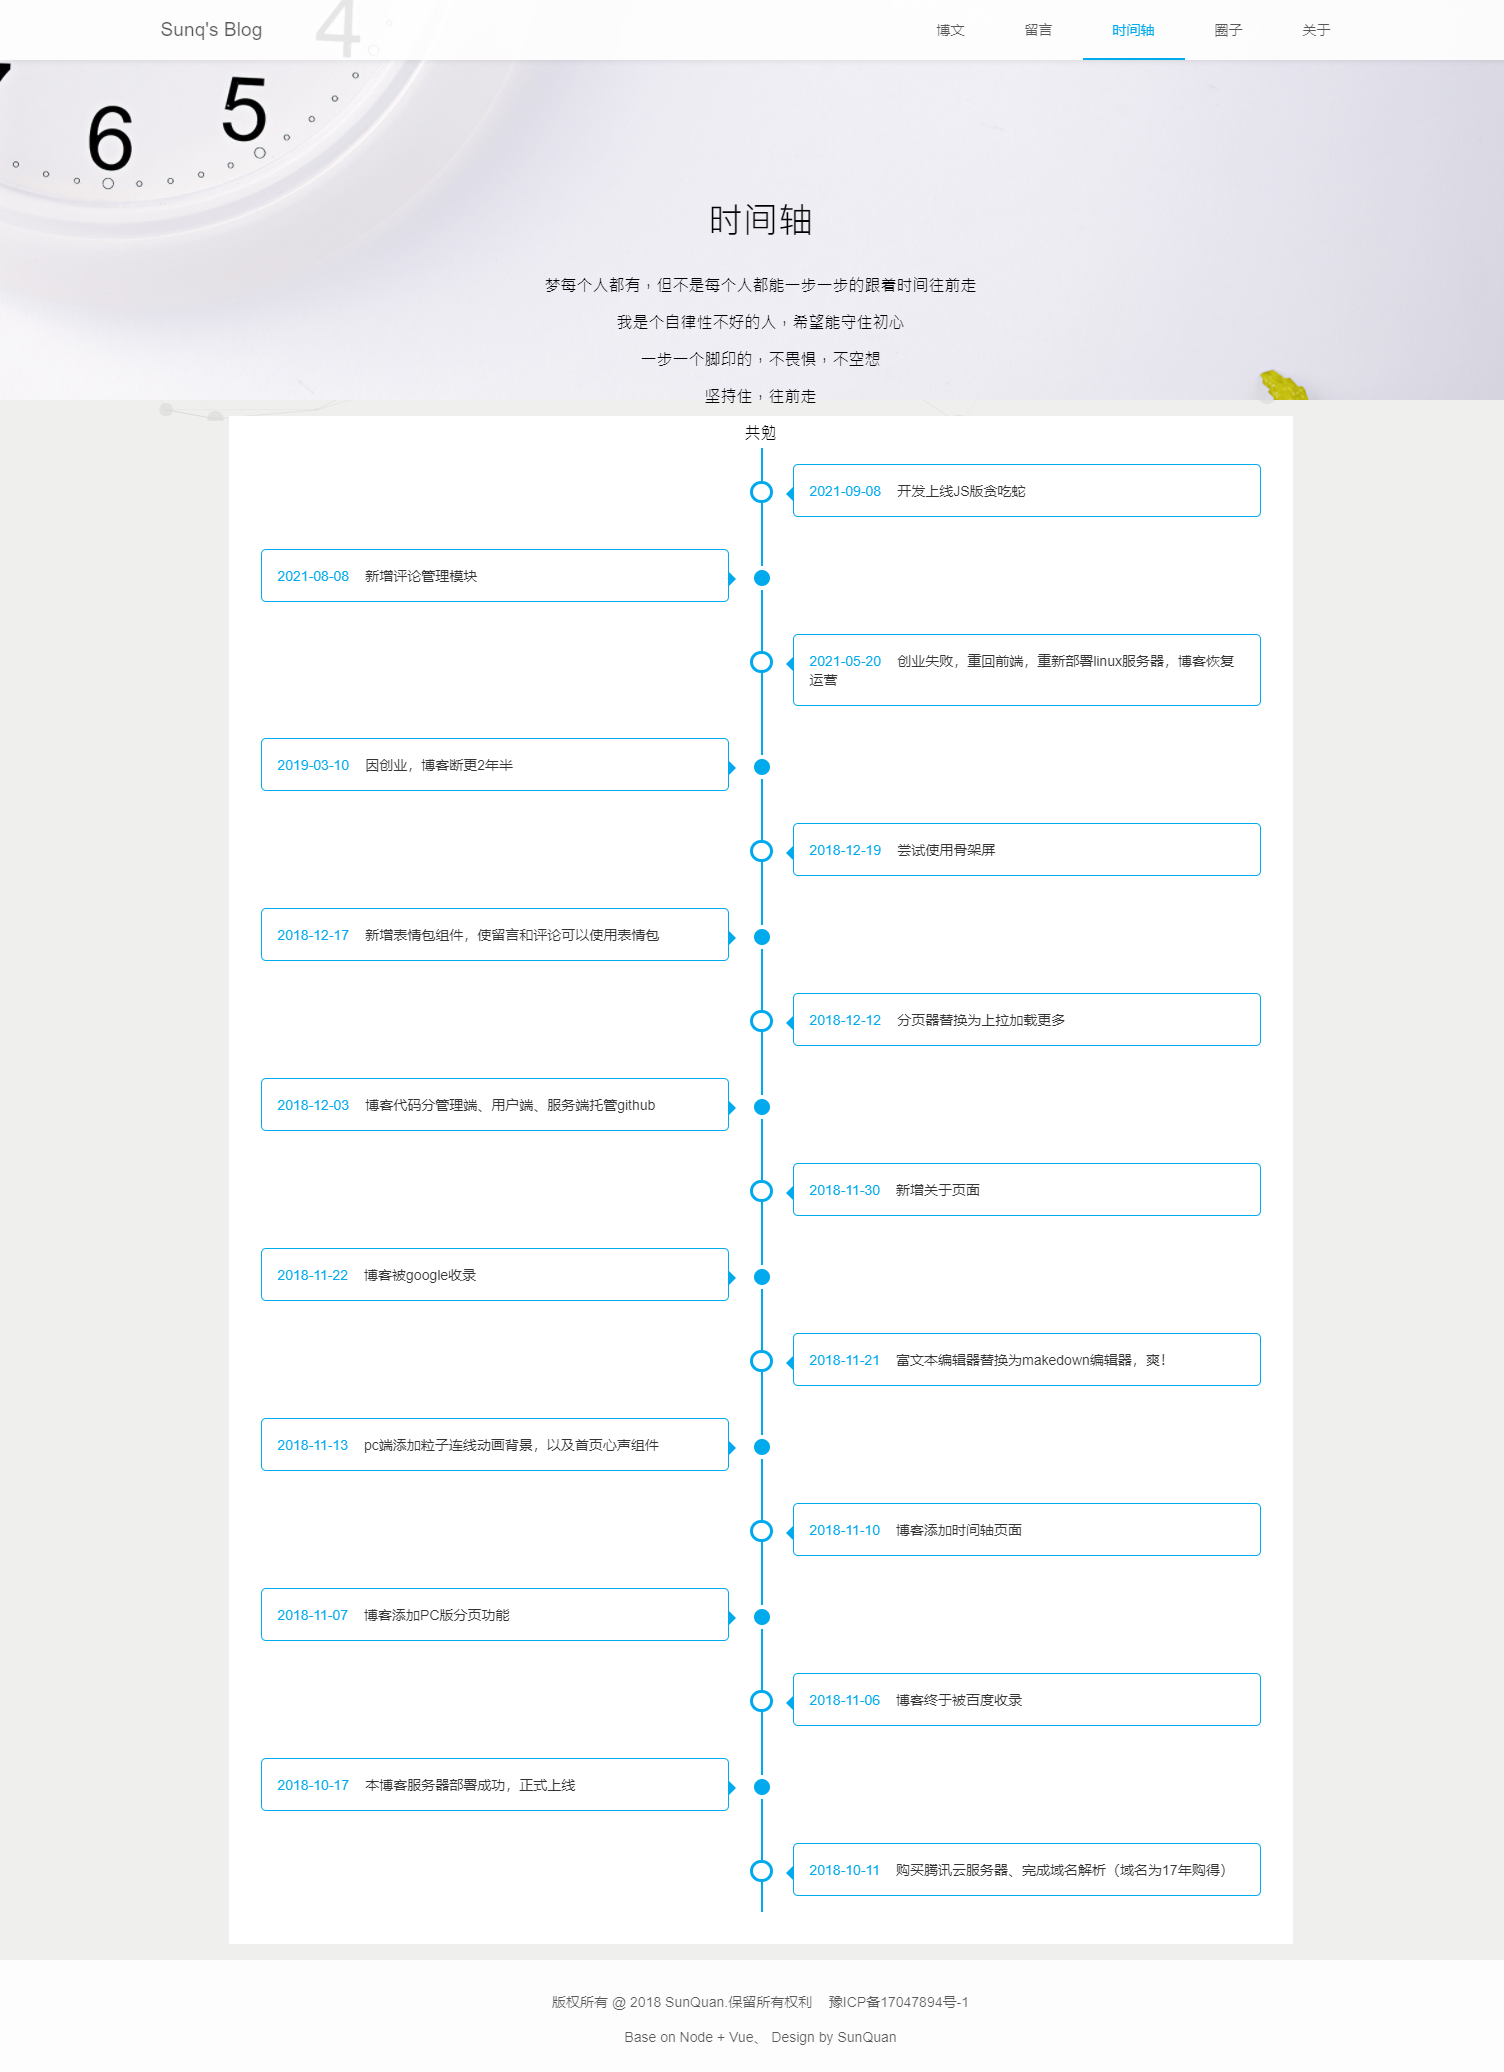 Sunq's Blog
博文
留言
时间轴
圈子
关于
4
5
6
时间轴
梦每个人都有，但不是每个人都能一步一步的跟着时间往前走
我是个自律性不好的人，希望能守住初心
一步一个脚印的，不畏惧，不空想
坚持住，往前走
共勉
2021-09-08 开发上线JS版贪吃蛇
2021-08-08 新增评论管理模块
2021-05-20 创业失败，重回前端，重新部署linux服务器，博客恢复
运营
2019-03-10 因创业，博客断更2年半
2018-12-19 尝试使用骨架屏
2018-12-17 新增表情包组件，使留言和评论可以使用表情包
2018-12-12 分页器替换为上拉加载更多
2018-12-03 博客代码分管理端、用户端、服务端托管github
2018-11-30 新增关于页面
2018-11-22 博客被google收录
2018-11-21 富文本编辑器替换为makedown编辑器，爽！
2018-11-13 pc端添加粒子连线动画背景，以及首页心声组件
2018-11-10 博客添加时间轴页面
2018-11-07 博客添加PC版分页功能
2018-11-06 博客终于被百度收录
2018-10-17 本博客服务器部署成功，正式上线
2018-10-11 购买腾讯云服务器、完成域名解析（域名为17年购得）
版权所有 @ 2018 SunQuan.保留所有权利 豫ICP备17047894号-1
Base on Node + Vue、 Design by SunQuan